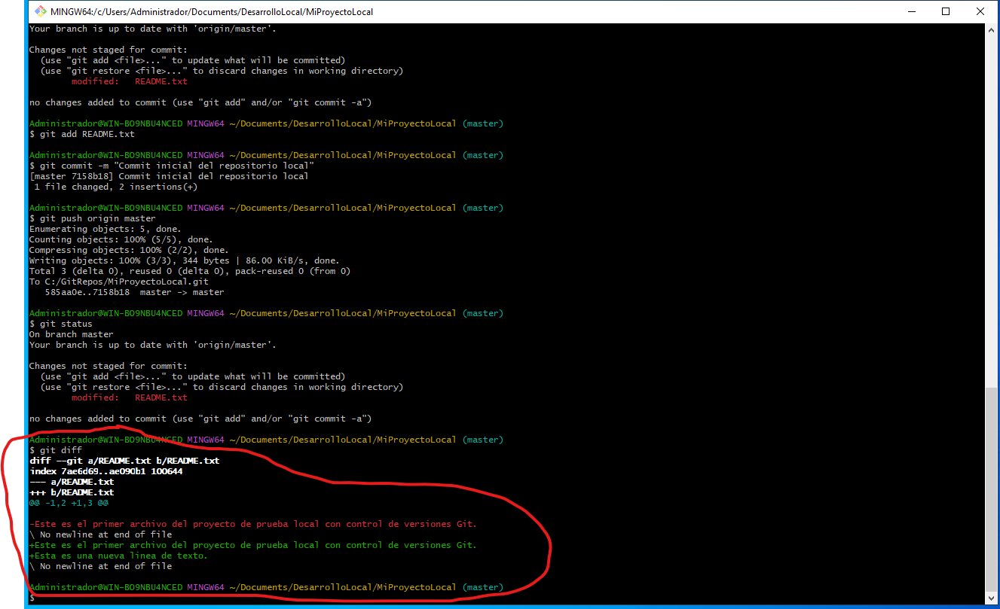 MINGW64:/c/Users/Administrador/Documents/DesarrolloLocal/MiProyectoLocal
Your branch is up to date with 'origin/master'.
Changes not staged for commit:
(use "git add <file>..." to update what will be committed)
(use "git restore <file>..." to discard changes in working directory)
modified: README.txt
no changes added to commit (use "git add" and/or "git commit -a")
Administrador@WIN-BO9NBU4NCED MINGW64 ~/Documents/DesarrolloLocal/MiProyectoLocal (master)
$ git add README.txt
Administrador@WIN-BO9NBU4NCED MINGW64 ~/Documents/DesarrolloLocal/MiProyectoLocal (master)
$ git commit -m "Commit inicial del repositorio local"
[master 7158b18] Commit inicial del repositorio local
1 file changed, 2 insertions(+)
Administrador@WIN-BO9NBU4NCED MINGW64 ~/Documents/DesarrolloLocal/MiProyectoLocal (master)
$ git push origin master
Enumerating objects: 5, done.
Counting objects: 100% (5/5), done.
Compressing objects: 100% (2/2), done.
Writing objects: 100% (3/3), 344 bytes | 86.00 KiB/s, done.
Total 3 (delta 0), reused 0 (delta 0), pack-reused 0 (from 0)
To C:/GitRepos/MiProyectoLocal.git
585aa0e..7158b18 master -> master
Administrador@WIN-BO9NBU4NCED MINGW64 ~/Documents/DesarrolloLocal/MiProyectoLocal (master)
$ git status
On branch master
Your branch is up to date with 'origin/master'.
Changes not staged for commit:
(use "git add <file>..." to update what will be committed)
(use "git restore <file>..." to discard changes in working directory)
modified: README.txt
no changes added to commit (use "git add" and/or "git commit -a")
Administrador@WIN-BO9NBU4NCED MINGW64 ~/Documents/DesarrolloLocal/MiProyectoLocal (master)
$ git diff
diff --git a/README.txt b/README.txt
index 7ae6d69..ae090b1 100644
--- a/README.txt
+++ b/README.txt
@@ -1,2 +1,3 @@
-Este es el primer archivo del proyecto de prueba local con control de versiones Git.
\ No newline at end of file
+Este es el primer archivo del proyecto de prueba local con control de versiones Git.
+Esta es una nueva linea de texto.
\ No newline at end of file
Administrador@WIN-BO9NBU4NCED MINGW64 ~/Documents/DesarrolloLocal/MiProyectoLocal (master)
$